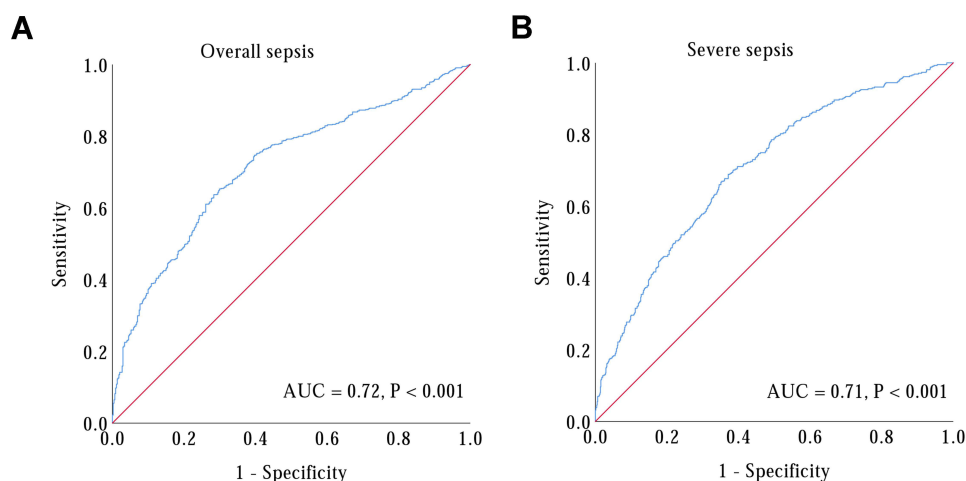 A
Overall sepsis
1.0
0.8
0.6
0.4
0.2
0.0
Sensitivity
AUC = 0.72, P < 0.001
0.0 0.2 0.4 0.6 0.8 1.0
1 - Specificity
B
Severe sepsis
1.0
0.8
0.6
0.4
0.2
0.0
Sensitivity
AUC = 0.71, P < 0.001
0.0 0.2 0.4 0.6 0.8 1.0
1 - Specificity